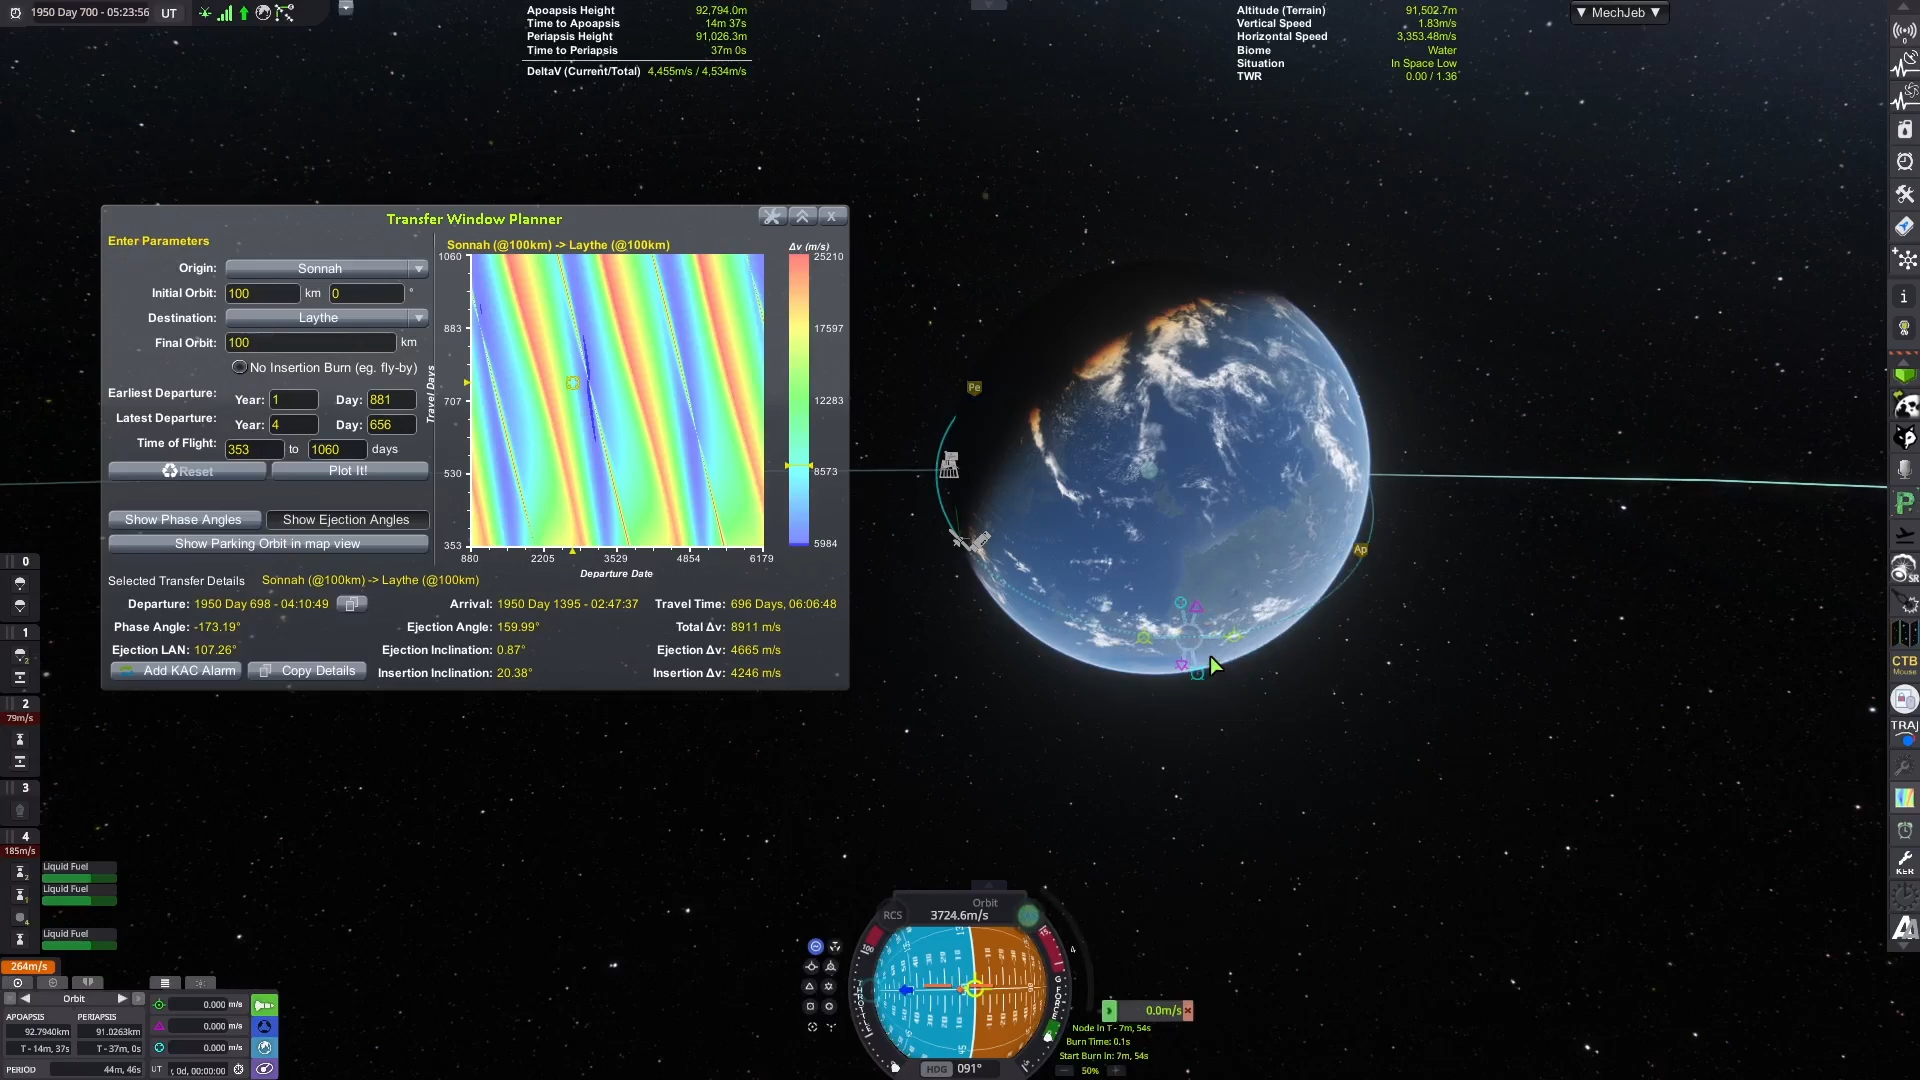 1950 Day 700 - 05:23:56 UT
Apoapsis Height 92,794.0m
Time to Apoapsis 14m 37s
Periapsis Height 91,026.3m
Time to Periapsis 37m 0s
DeltaV (Current/Total) 4,455m/s / 4,534m/s
Altitude (Terrain) 91,502.7m
Vertical Speed 1.83m/s
Horizontal Speed 3,353.48m/s
Biome Water
Situation In Space Low
TWR 0.00 / 1.36
▼ MechJeb ▼
Transfer Window Planner
X
Enter Parameters
Origin: Sonnah
Initial Orbit: 100 km 0 °
Destination: Laythe
Final Orbit: 100 km
No Insertion Burn (eg. fly-by)
Earliest Departure: Year: 1 Day: 881
Latest Departure: Year: 4 Day: 656
Time of Flight: 353 to 1060 days
Reset Plot It!
Show Phase Angles Show Ejection Angles
Show Parking Orbit in map view
Sonnah (@100km) -> Laythe (@100km)
Δv (m/s)
1060
883
707
530
353
Travel Days
880 2205 3529 4854 6179
Departure Date
25210
17597
12283
8573
5984
Selected Transfer Details Sonnah (@100km) -> Laythe (@100km)
Departure: 1950 Day 698 - 04:10:49 Arrival: 1950 Day 1395 - 02:47:37 Travel Time: 696 Days, 06:06:48
Phase Angle: -173.19° Ejection Angle: 159.99° Total Δv: 8911 m/s
Ejection LAN: 107.26° Ejection Inclination: 0.87° Ejection Δv: 4665 m/s
Add KAC Alarm Copy Details Insertion Inclination: 20.38° Insertion Δv: 4246 m/s
Pe
Ap
0
1
2
2
79m/s
3
4
185m/s
2
1
4
Liquid Fuel
Liquid Fuel
Liquid Fuel
264m/s
Orbit
APOAPSIS PERIAPSIS
92.7940km 91.0263km
T - 14m, 37s T - 37m, 0s
PERIOD 44m, 46s
0.000 m/s
0.000 m/s
0.000 m/s
UT , 0d, 00:00:00
Orbit
RCS 3724.6m/s
HDG 091°
0.0m/s
Node In T - 7m, 54s
Burn Time: 0.1s
Start Burn In: 7m, 54s
50%
CTB
Mouse
TRAJ
KER
SR